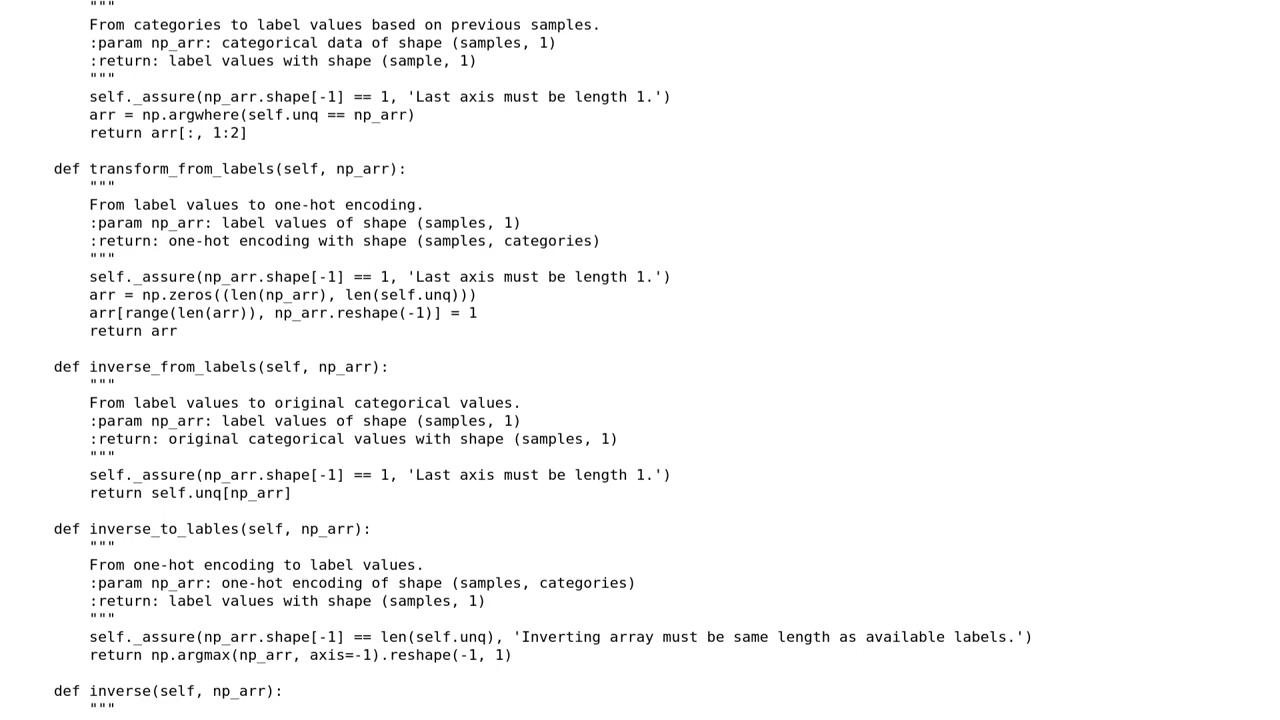 """
From categories to label values based on previous samples.
:param np_arr: categorical data of shape (samples, 1)
:return: label values with shape (sample, 1)
"""
self._assure(np_arr.shape[-1] == 1, 'Last axis must be length 1.')
arr = np.argwhere(self.unq == np_arr)
return arr[:, 1:2]
def transform_from_labels(self, np_arr):
"""
From label values to one-hot encoding.
:param np_arr: label values of shape (samples, 1)
:return: one-hot encoding with shape (samples, categories)
"""
self._assure(np_arr.shape[-1] == 1, 'Last axis must be length 1.')
arr = np.zeros((len(np_arr), len(self.unq)))
arr[range(len(arr)), np_arr.reshape(-1)] = 1
return arr
def inverse_from_labels(self, np_arr):
"""
From label values to original categorical values.
:param np_arr: label values of shape (samples, 1)
:return: original categorical values with shape (samples, 1)
"""
self._assure(np_arr.shape[-1] == 1, 'Last axis must be length 1.')
return self.unq[np_arr]
def inverse_to_lables(self, np_arr):
"""
From one-hot encoding to label values.
:param np_arr: one-hot encoding of shape (samples, categories)
:return: label values with shape (samples, 1)
"""
self._assure(np_arr.shape[-1] == len(self.unq), 'Inverting array must be same length as available labels.')
return np.argmax(np_arr, axis=-1).reshape(-1, 1)
def inverse(self, np_arr):
"""